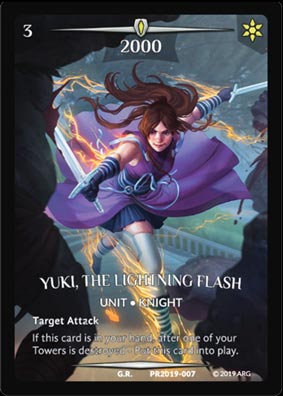 3
2000
YUKI, THE LIGHTNING FLASH
UNIT • KNIGHT
Target Attack
If this card is in your hand, after one of your
Towers is destroyed - Put this card into play.
G.R. PR2019-007 ©2019 ARG